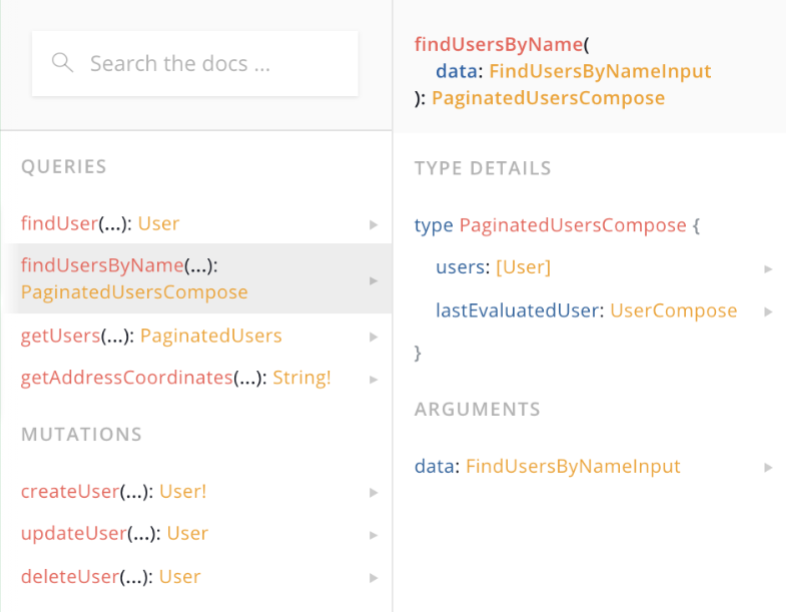 Search the docs ...
QUERIES
findUser(...): User
findUsersByName(...):
PaginatedUsersCompose
getUsers(...): PaginatedUsers
getAddressCoordinates(...): String!
MUTATIONS
createUser(...): User!
updateUser(...): User
deleteUser(...): User
findUsersByName(
data: FindUsersByNameInput
): PaginatedUsersCompose
TYPE DETAILS
type PaginatedUsersCompose {
users: [User]
lastEvaluatedUser: UserCompose
}
ARGUMENTS
data: FindUsersByNameInput